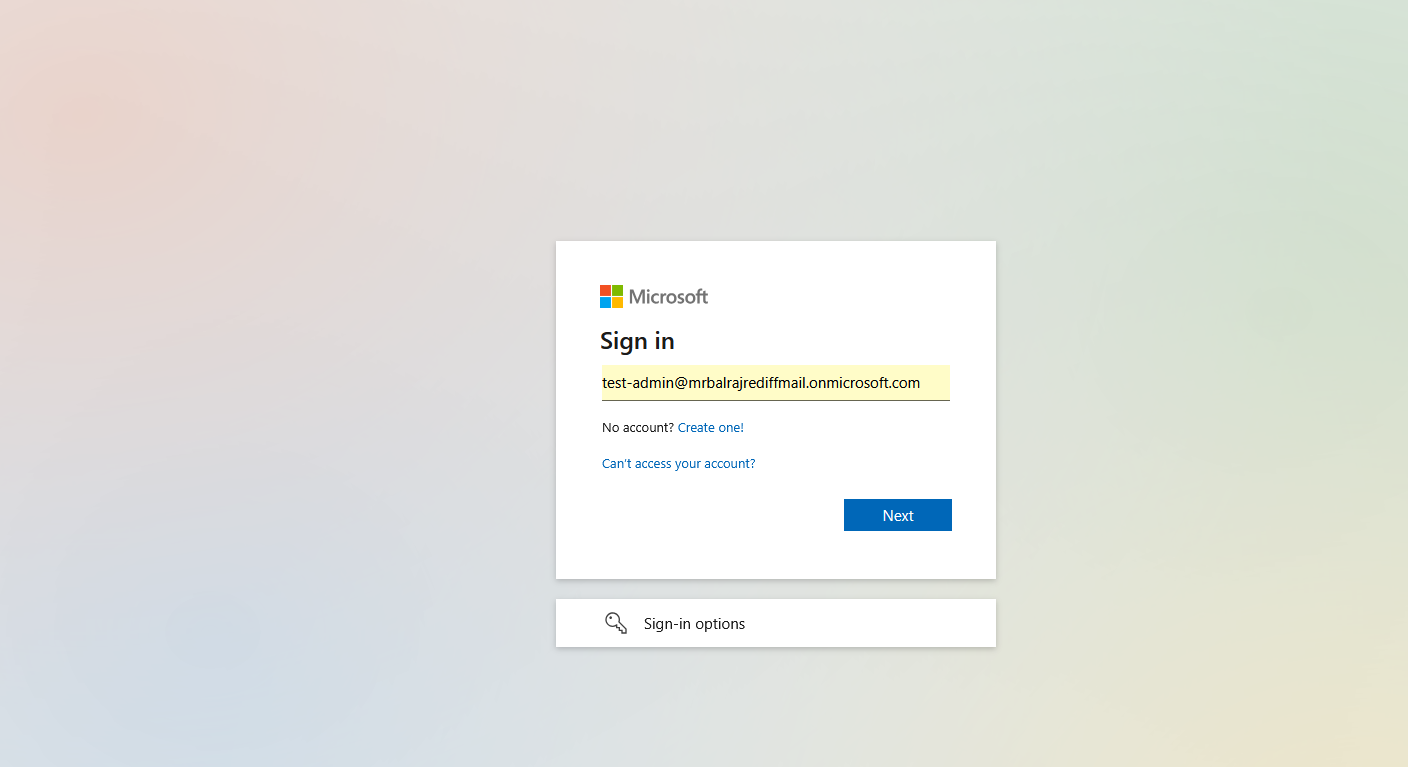 Microsoft
Sign in
test-admin@mrbalrajrediffmail.onmicrosoft.com
No account? Create one!
Can't access your account?
Next
Sign-in options